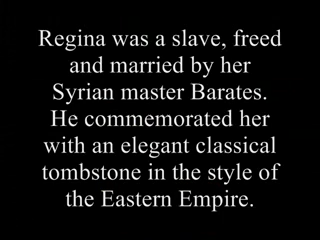 Regina was a slave, freed
and married by her
Syrian master Barates.
He commemorated her
with an elegant classical
tombstone in the style of
the Eastern Empire.